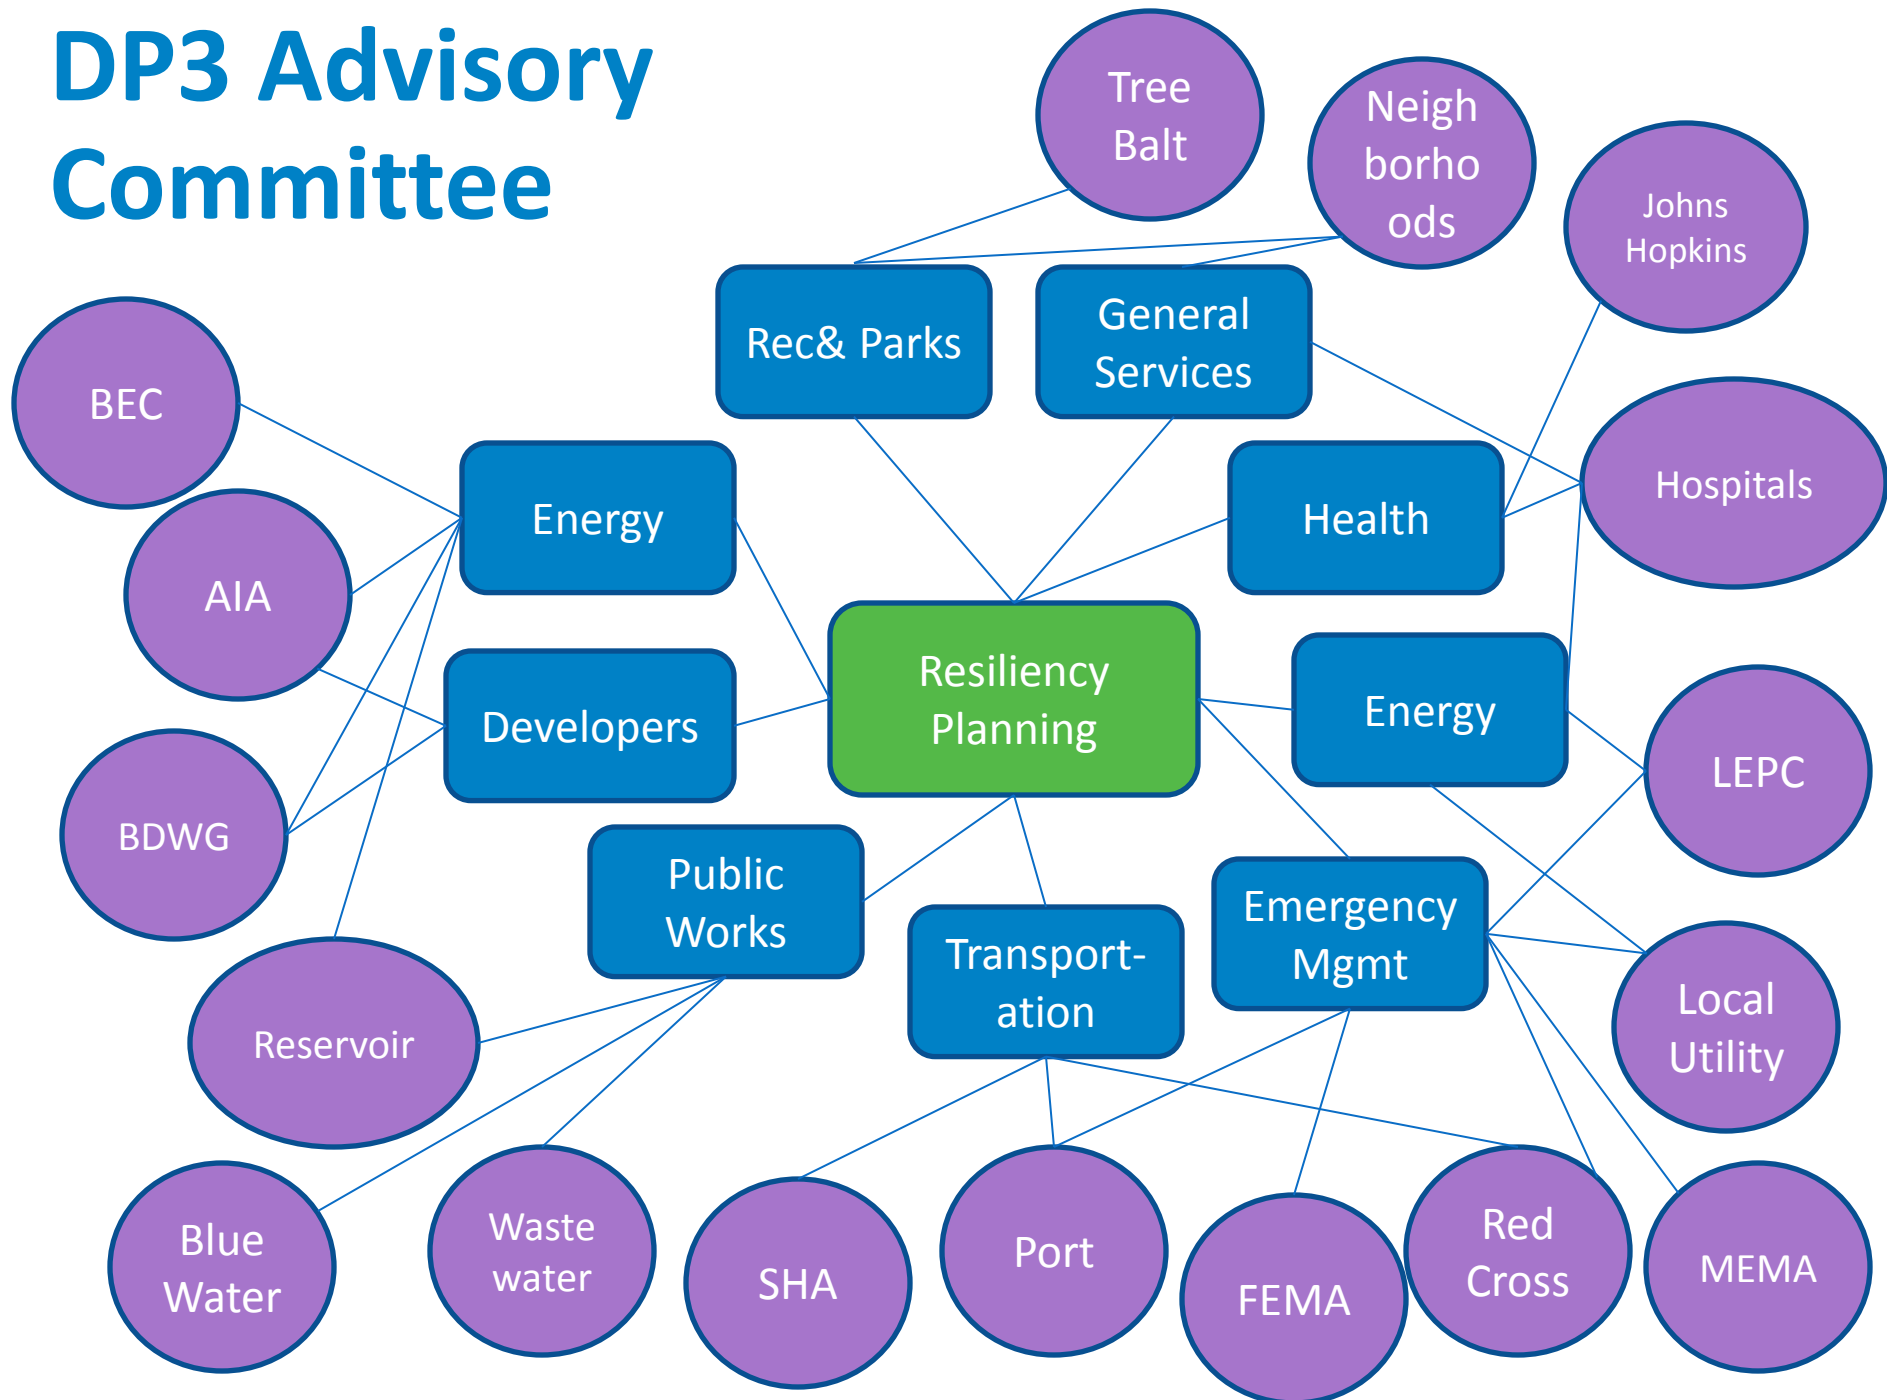 DP3 Advisory
Committee
Tree
Balt
Neigh
borho
ods
Johns
Hopkins
Rec& Parks
General
Services
BEC
Energy
Health
Hospitals
AIA
Resiliency
Planning
Developers
Energy
LEPC
BDWG
Public
Works
Transport-
ation
Emergency
Mgmt
Local
Utility
Reservoir
Blue
Water
Waste
water
SHA
Port
FEMA
Red
Cross
MEMA